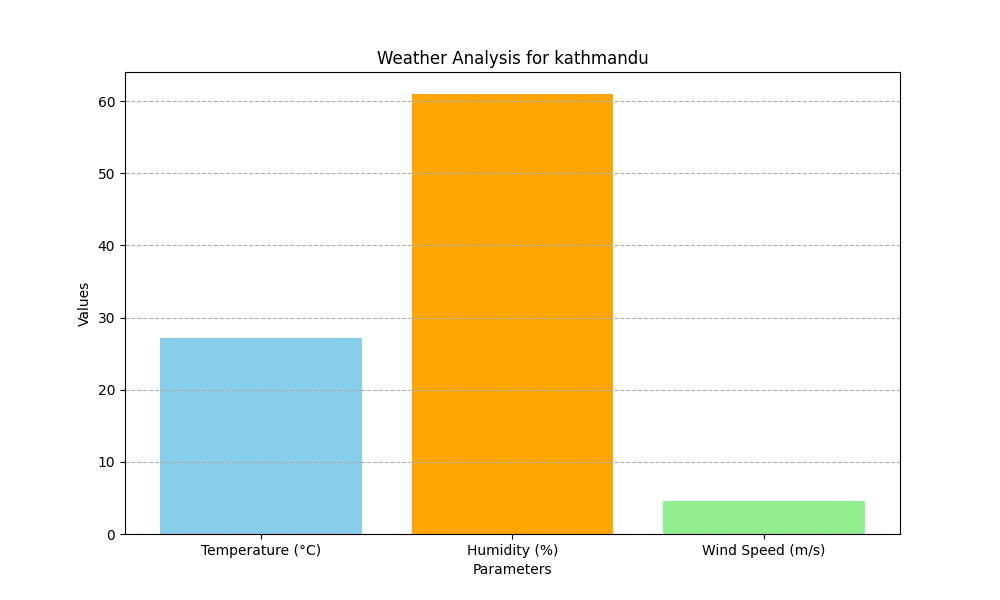 Weather Analysis for kathmandu
60
50
40
30
20
10
0
Values
Temperature (°C)
Humidity (%)
Wind Speed (m/s)
Parameters